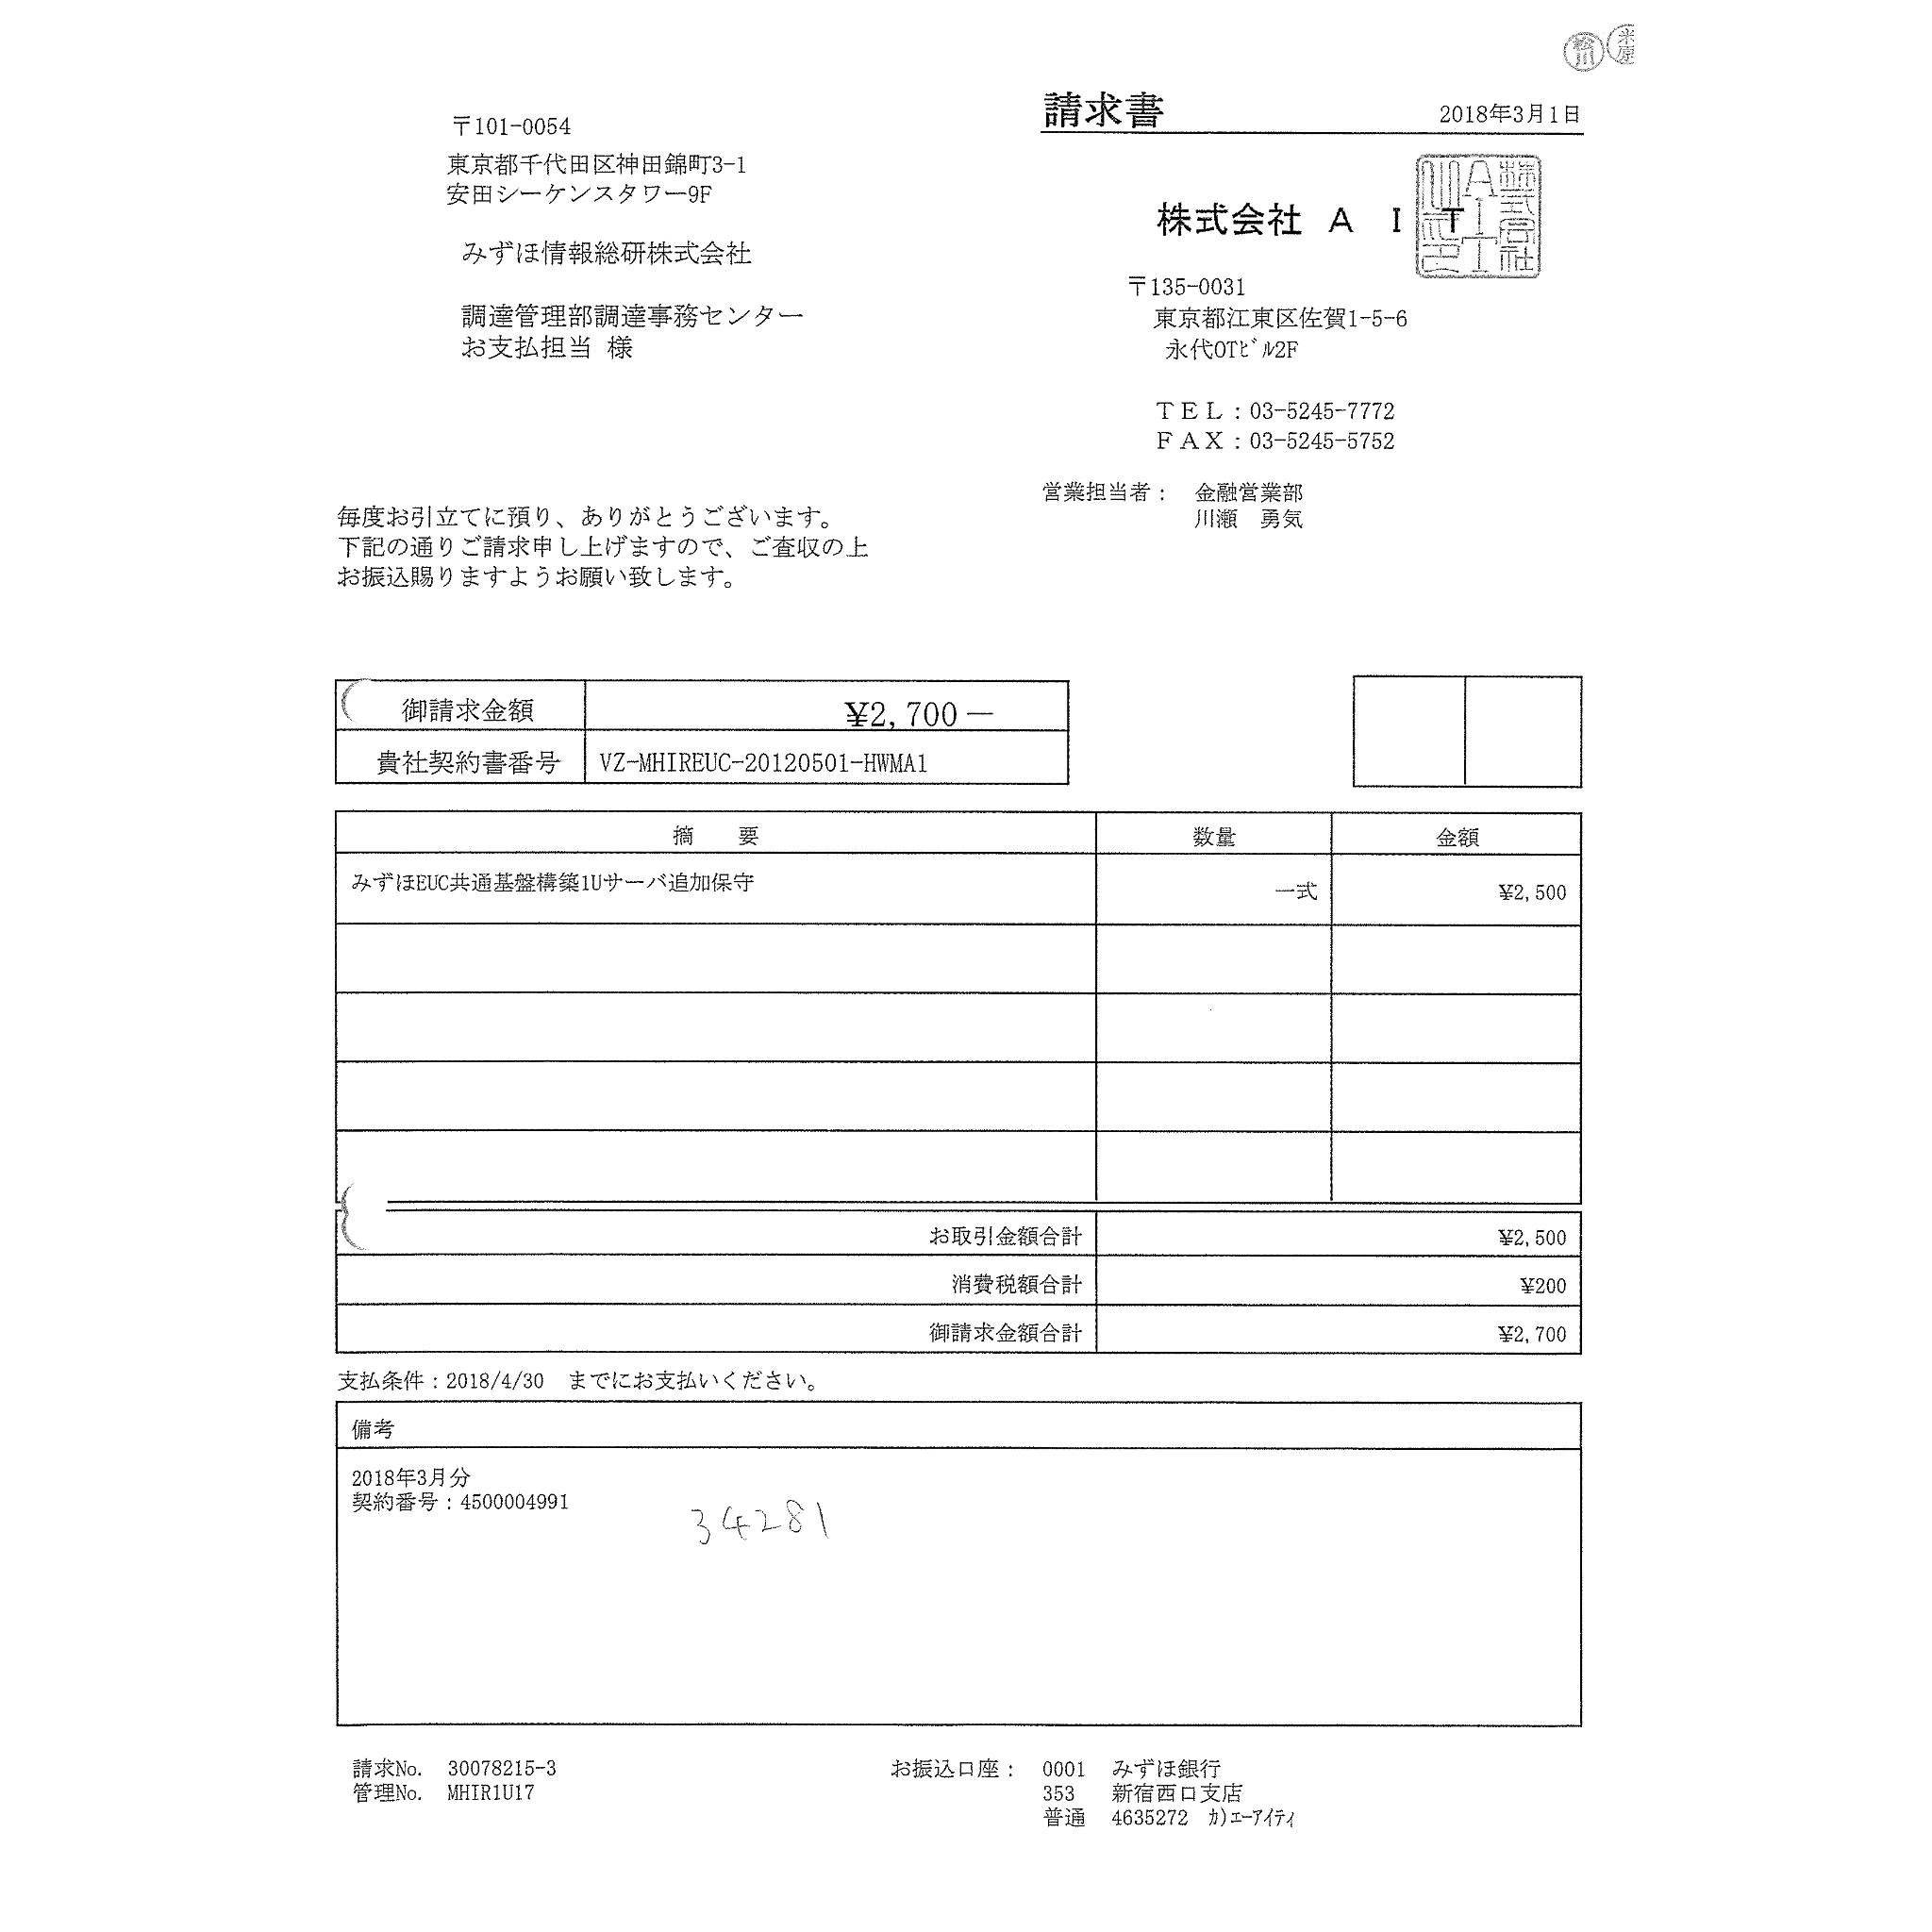 米原
請求書
2018年3月1日
〒101-0054
東京都千代田区神田錦町3-1
安田シーケンスタワー9F
みずほ情報総研株式会社
調達管理部調達事務センター
お支払担当 様
株式会社 A I T
〒135-0031
東京都江東区佐賀1-5-6
永代OTﾋﾞﾙ2F
TEL：03-5245-7772
FAX：03-5245-5752
営業担当者： 金融営業部
川瀬 勇気
毎度お引立てに預り、ありがとうございます。
下記の通りご請求申し上げますので、ご査収の上
お振込賜りますようお願い致します。
御請求金額 ¥2,700－
貴社契約書番号 VZ-MHIREUC-20120501-HWMA1
摘 要 数量 金額
みずほEUC共通基盤構築1Uサーバ追加保守 一式 ¥2,500
お取引金額合計 ¥2,500
消費税額合計 ¥200
御請求金額合計 ¥2,700
支払条件：2018/4/30 までにお支払いください。
備考
2018年3月分
契約番号：4500004991
34281
請求No. 30078215-3
管理No. MHIR1U17
お振込口座： 0001 みずほ銀行
353 新宿西口支店
普通 4635272 ｶ)ｴｰｱｲﾃｨ